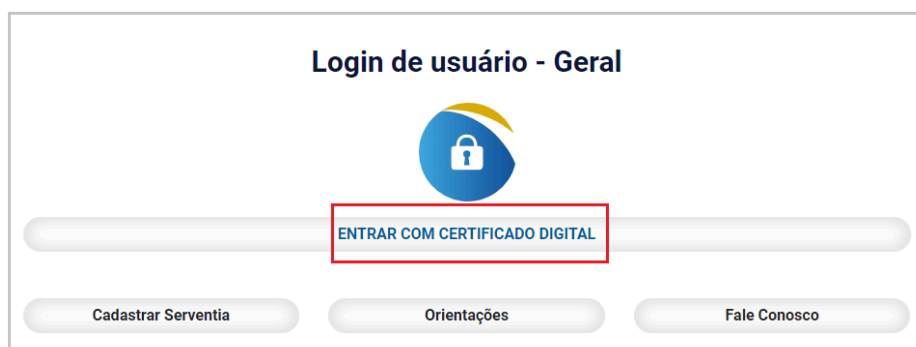 Login de usuário - Geral
ENTRAR COM CERTIFICADO DIGITAL
Cadastrar Serventia
Orientações
Fale Conosco